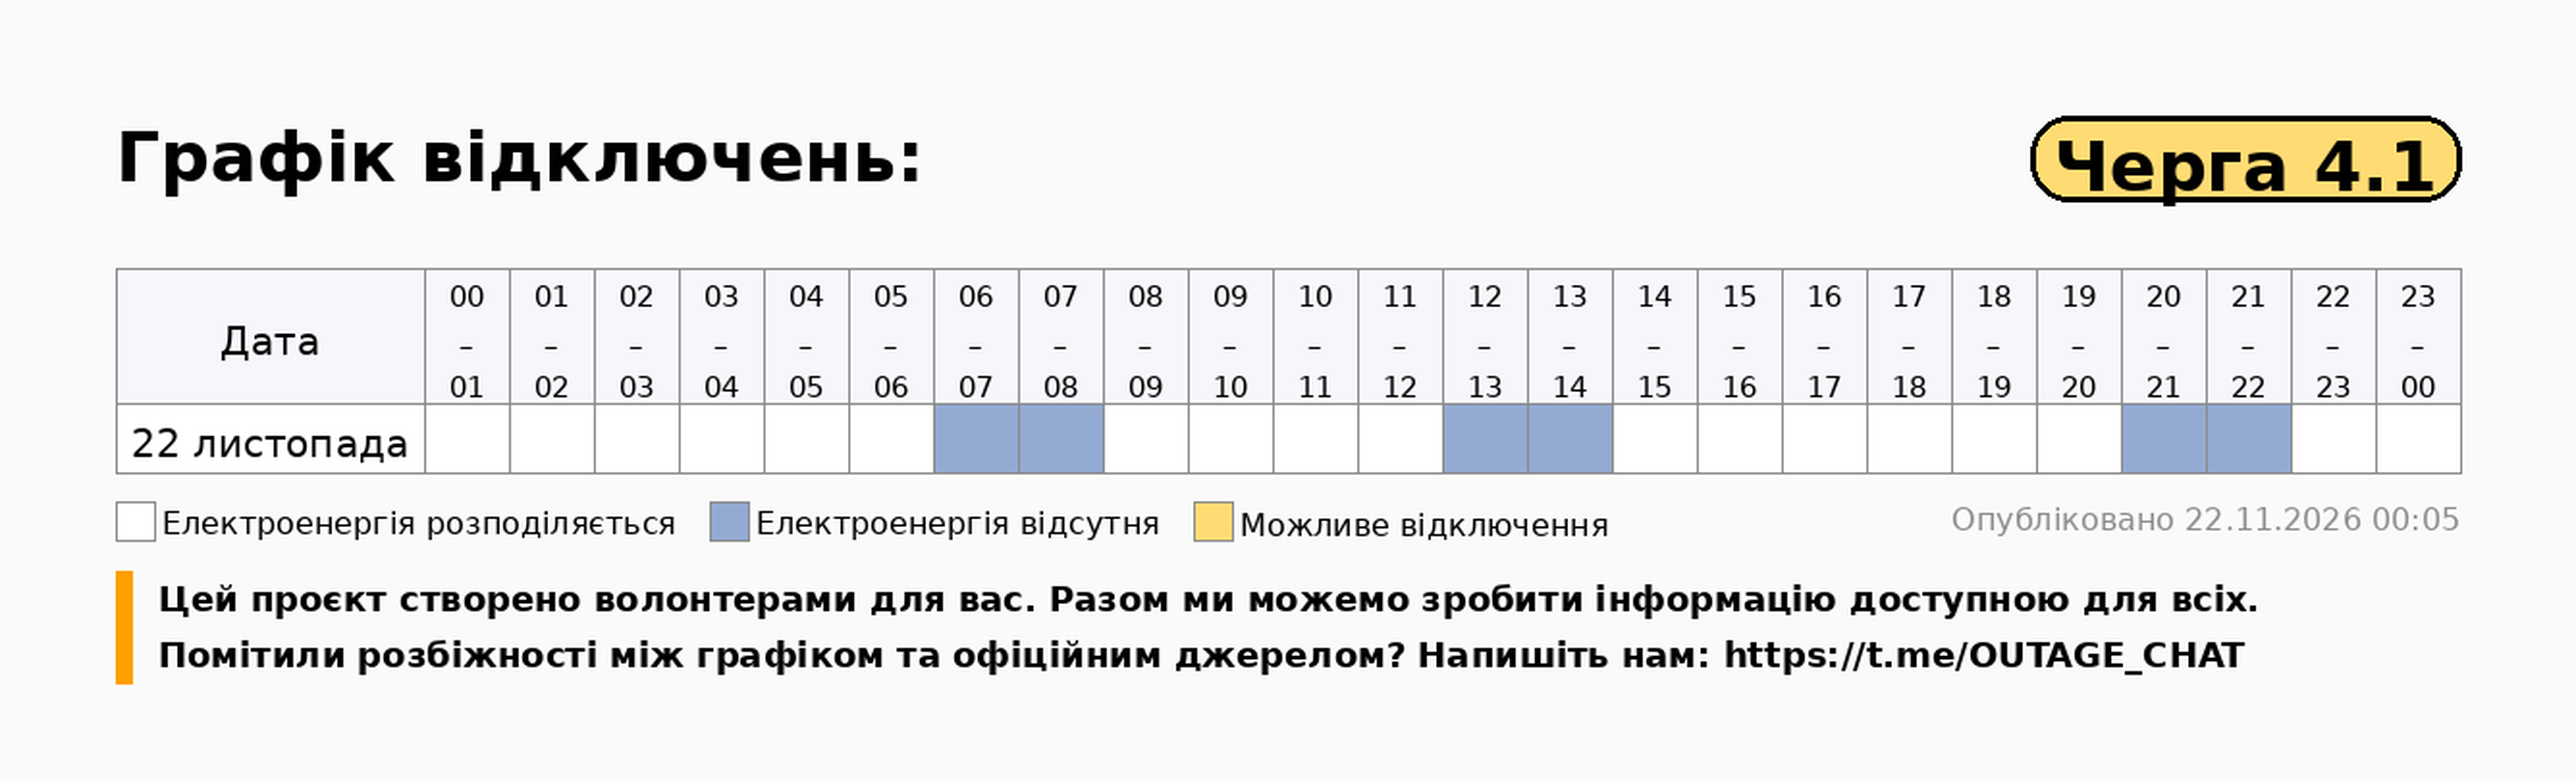 Графік відключень:
Черга 4.1
Дата
00 – 01
01 – 02
02 – 03
03 – 04
04 – 05
05 – 06
06 – 07
07 – 08
08 – 09
09 – 10
10 – 11
11 – 12
12 – 13
13 – 14
14 – 15
15 – 16
16 – 17
17 – 18
18 – 19
19 – 20
20 – 21
21 – 22
22 – 23
23 – 00
22 листопада
Електроенергія розподіляється
Електроенергія відсутня
Можливе відключення
Опубліковано 22.11.2026 00:05
Цей проєкт створено волонтерами для вас. Разом ми можемо зробити інформацію доступною для всіх.
Помітили розбіжності між графіком та офіційним джерелом? Напишіть нам: https://t.me/OUTAGE_CHAT